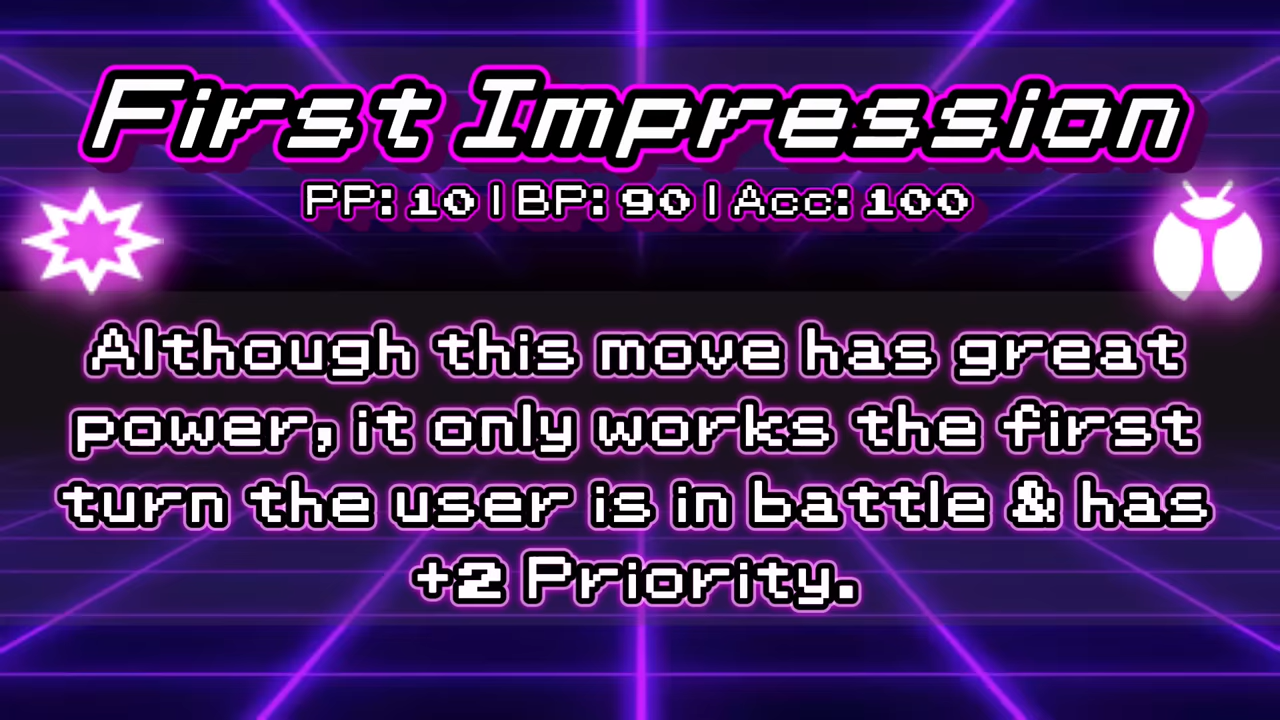 First Impression
PP: 10 | BP: 90 | Acc: 100
Although this move has great
power, it only works the first
turn the user is in battle & has
+2 Priority.